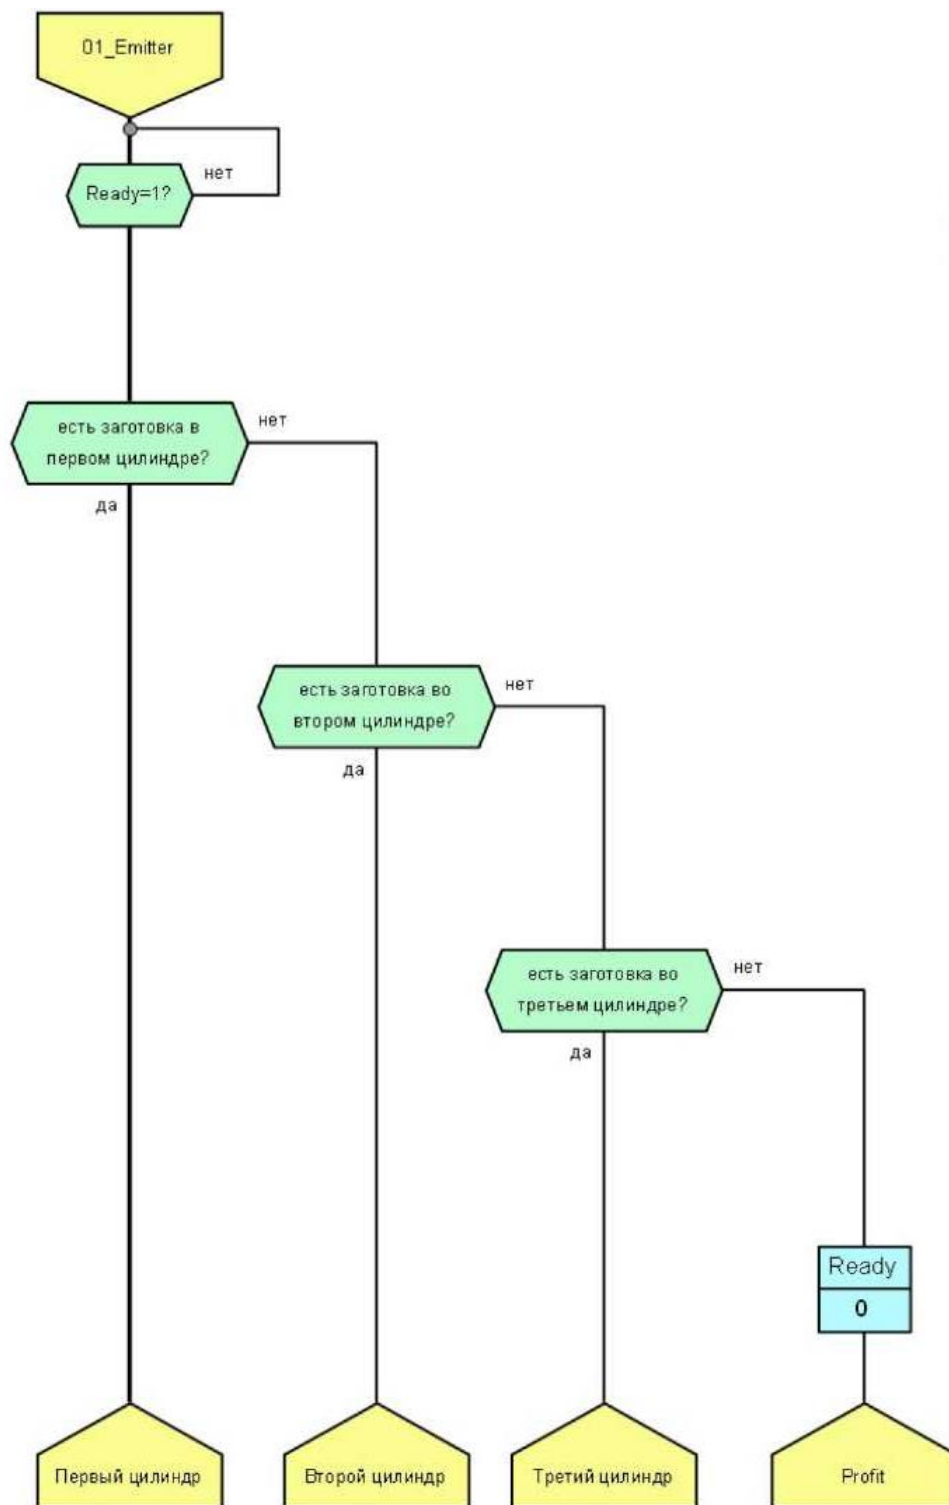 01_Emitter
нет
Ready=1?
нет
есть заготовка в
первом цилиндре?
да
нет
есть заготовка во
втором цилиндре?
да
нет
есть заготовка во
третьем цилиндре?
да
Ready
0
Первый цилиндр
Второй цилиндр
Третий цилиндр
Profit